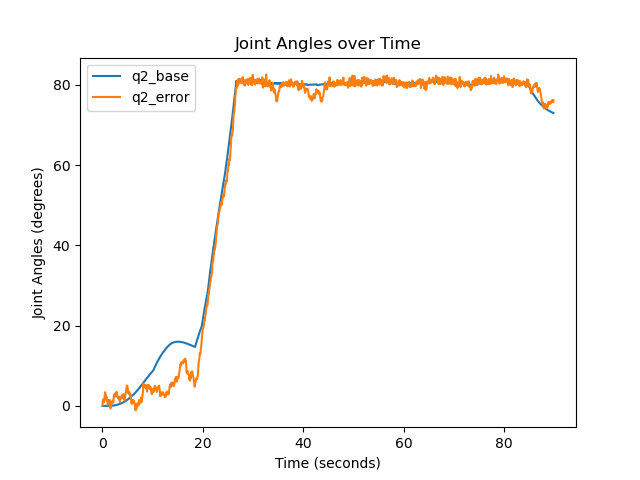 Joint Angles over Time
q2_base
q2_error
Joint Angles (degrees)
80
60
40
20
0
0 20 40 60 80
Time (seconds)